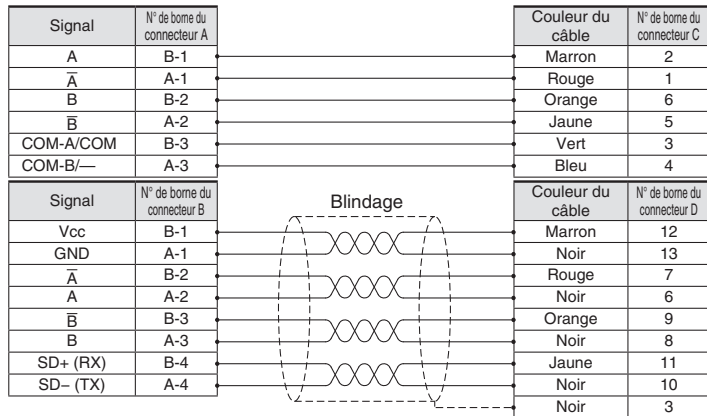 Signal N° de borne du connecteur A Couleur du câble N° de borne du connecteur C
A B-1 Marron 2
A̅ A-1 Rouge 1
B B-2 Orange 6
B̅ A-2 Jaune 5
COM-A/COM B-3 Vert 3
COM-B/— A-3 Bleu 4
Signal N° de borne du connecteur B Blindage Couleur du câble N° de borne du connecteur D
Vcc B-1 Marron 12
GND A-1 Noir 13
A̅ B-2 Rouge 7
A A-2 Noir 6
B̅ B-3 Orange 9
B A-3 Noir 8
SD+ (RX) B-4 Jaune 11
SD− (TX) A-4 Noir 10
Noir 3